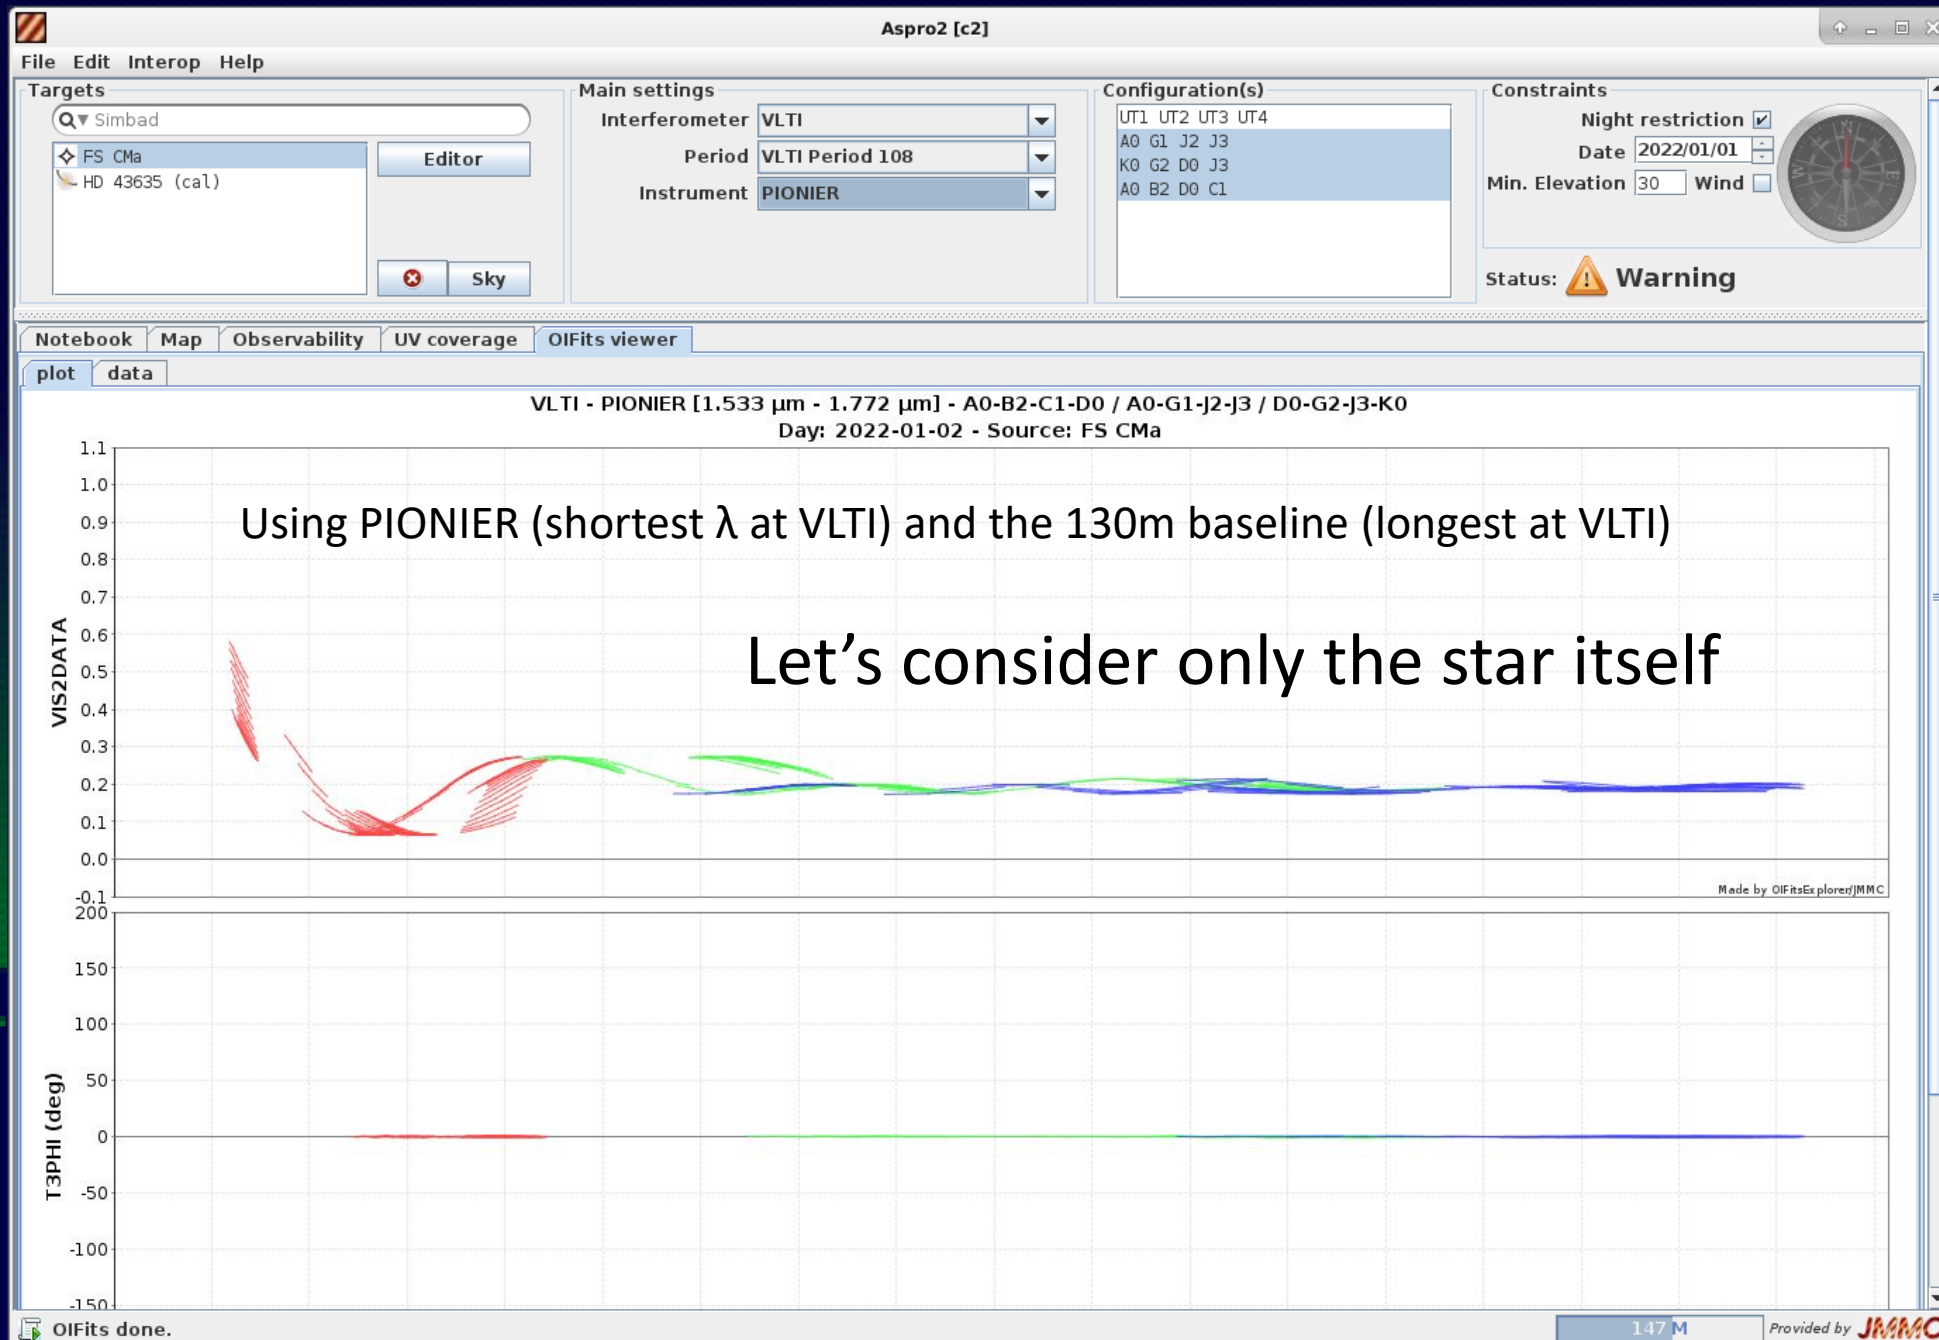 Aspro2 [c2]
File Edit Interop Help
Targets
Simbad
FS CMa
HD 43635 (cal)
Editor
Sky
Main settings
Interferometer VLTI
Period VLTI Period 108
Instrument PIONIER
Configuration(s)
UT1 UT2 UT3 UT4
A0 G1 J2 J3
K0 G2 D0 J3
A0 B2 D0 C1
Constraints
Night restriction
Date 2022/01/01
Min. Elevation 30 Wind
N
E
S
W
Status: Warning
Notebook Map Observability UV coverage OIFits viewer
plot data
VLTI - PIONIER [1.533 µm - 1.772 µm] - A0-B2-C1-D0 / A0-G1-J2-J3 / D0-G2-J3-K0
Day: 2022-01-02 - Source: FS CMa
1.1
1.0
0.9
0.8
0.7
0.6
0.5
0.4
0.3
0.2
0.1
0.0
-0.1
VIS2DATA
Using PIONIER (shortest λ at VLTI) and the 130m baseline (longest at VLTI)
Let’s consider only the star itself
Made by OIFitsExplorer/JMMC
200
150
100
50
0
-50
-100
-150
T3PHI (deg)
OIFits done.
147 M
Provided by JMMC